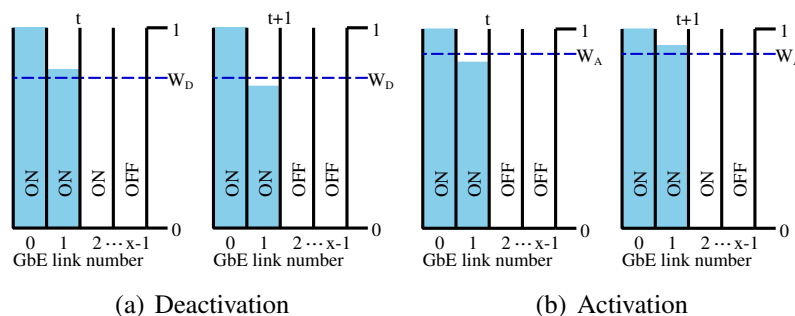 t
1
W_D
ON
ON
ON
OFF
0
0 1 2 ··· x-1
GbE link number
t+1
1
W_D
ON
ON
OFF
OFF
0
0 1 2 ··· x-1
GbE link number
(a) Deactivation
t
1
W_A
ON
ON
OFF
OFF
0
0 1 2 ··· x-1
GbE link number
t+1
1
W
ON
ON
ON
OFF
0
0 1 2 ··· x-1
GbE link number
(b) Activation